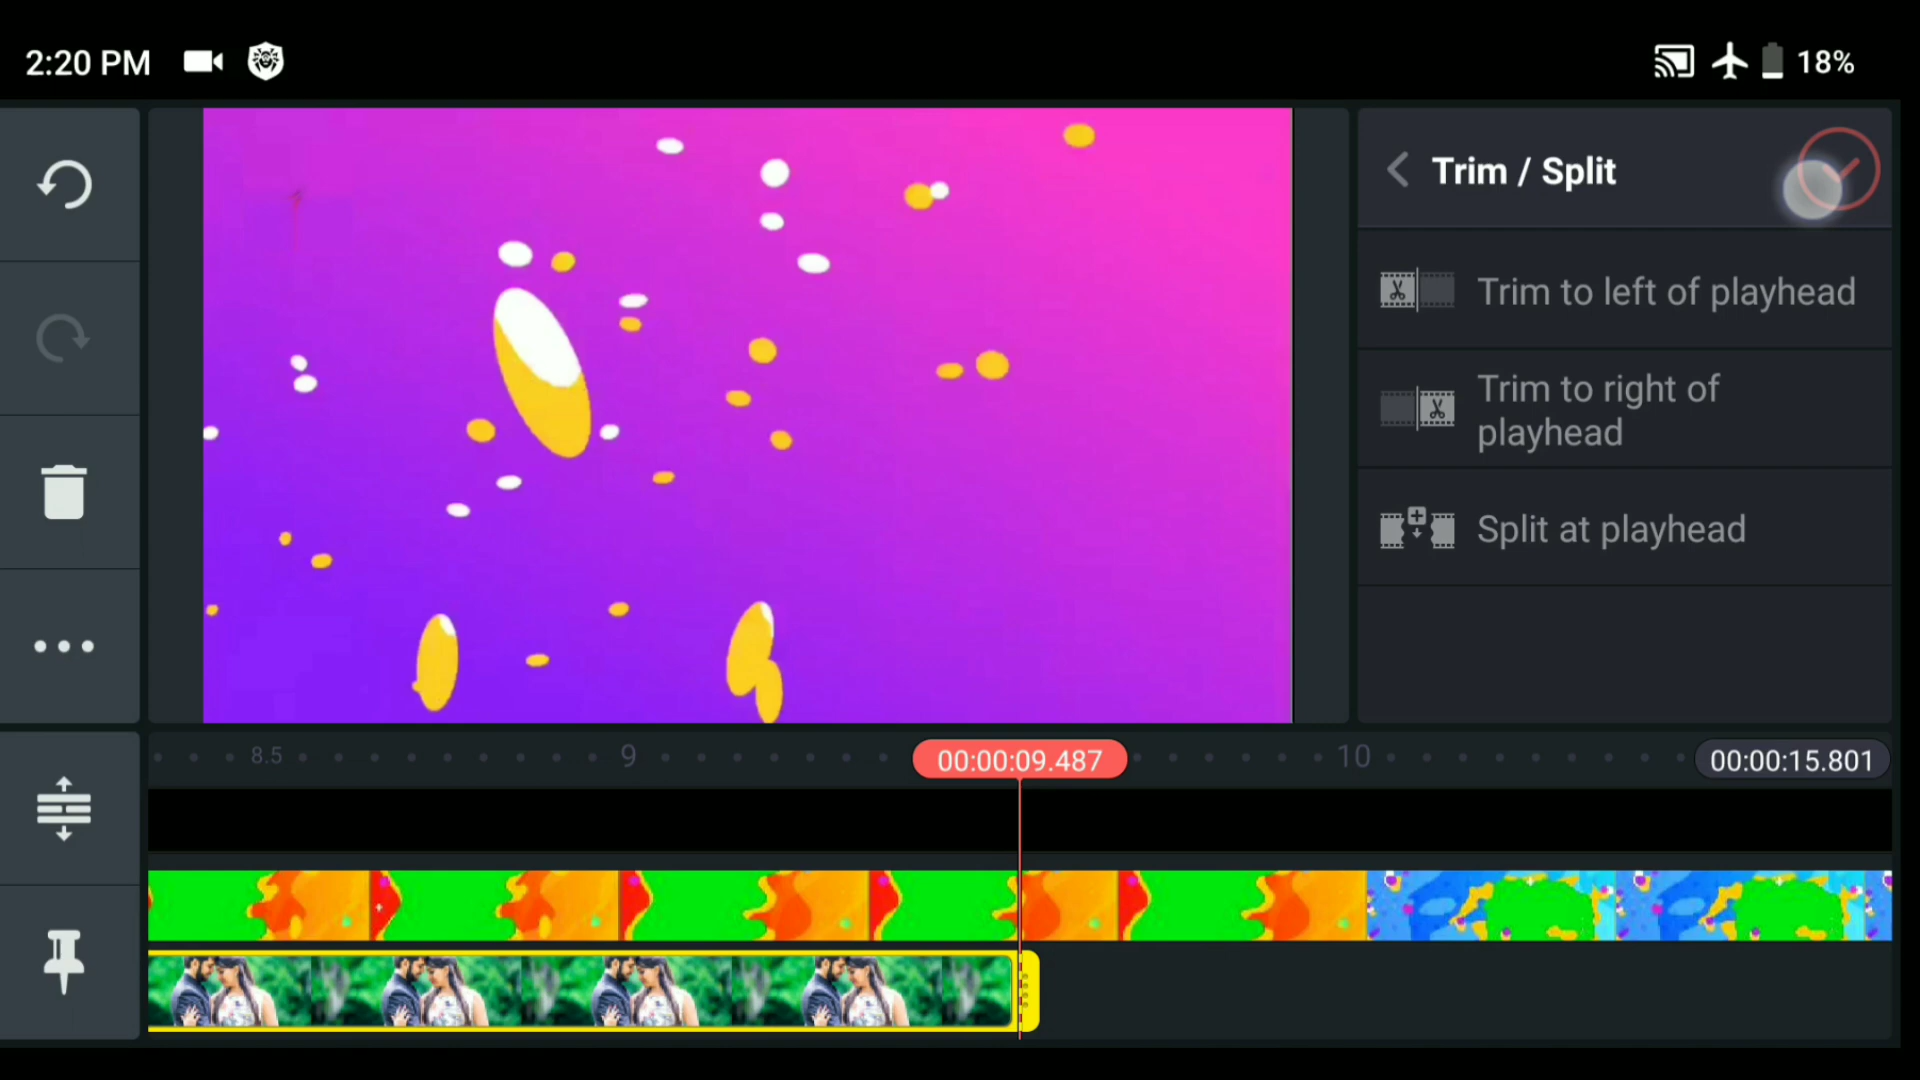 2:20 PM
18%
Trim / Split
Trim to left of playhead
Trim to right of
playhead
Split at playhead
8.5
9
00:00:09.487
10
00:00:15.801